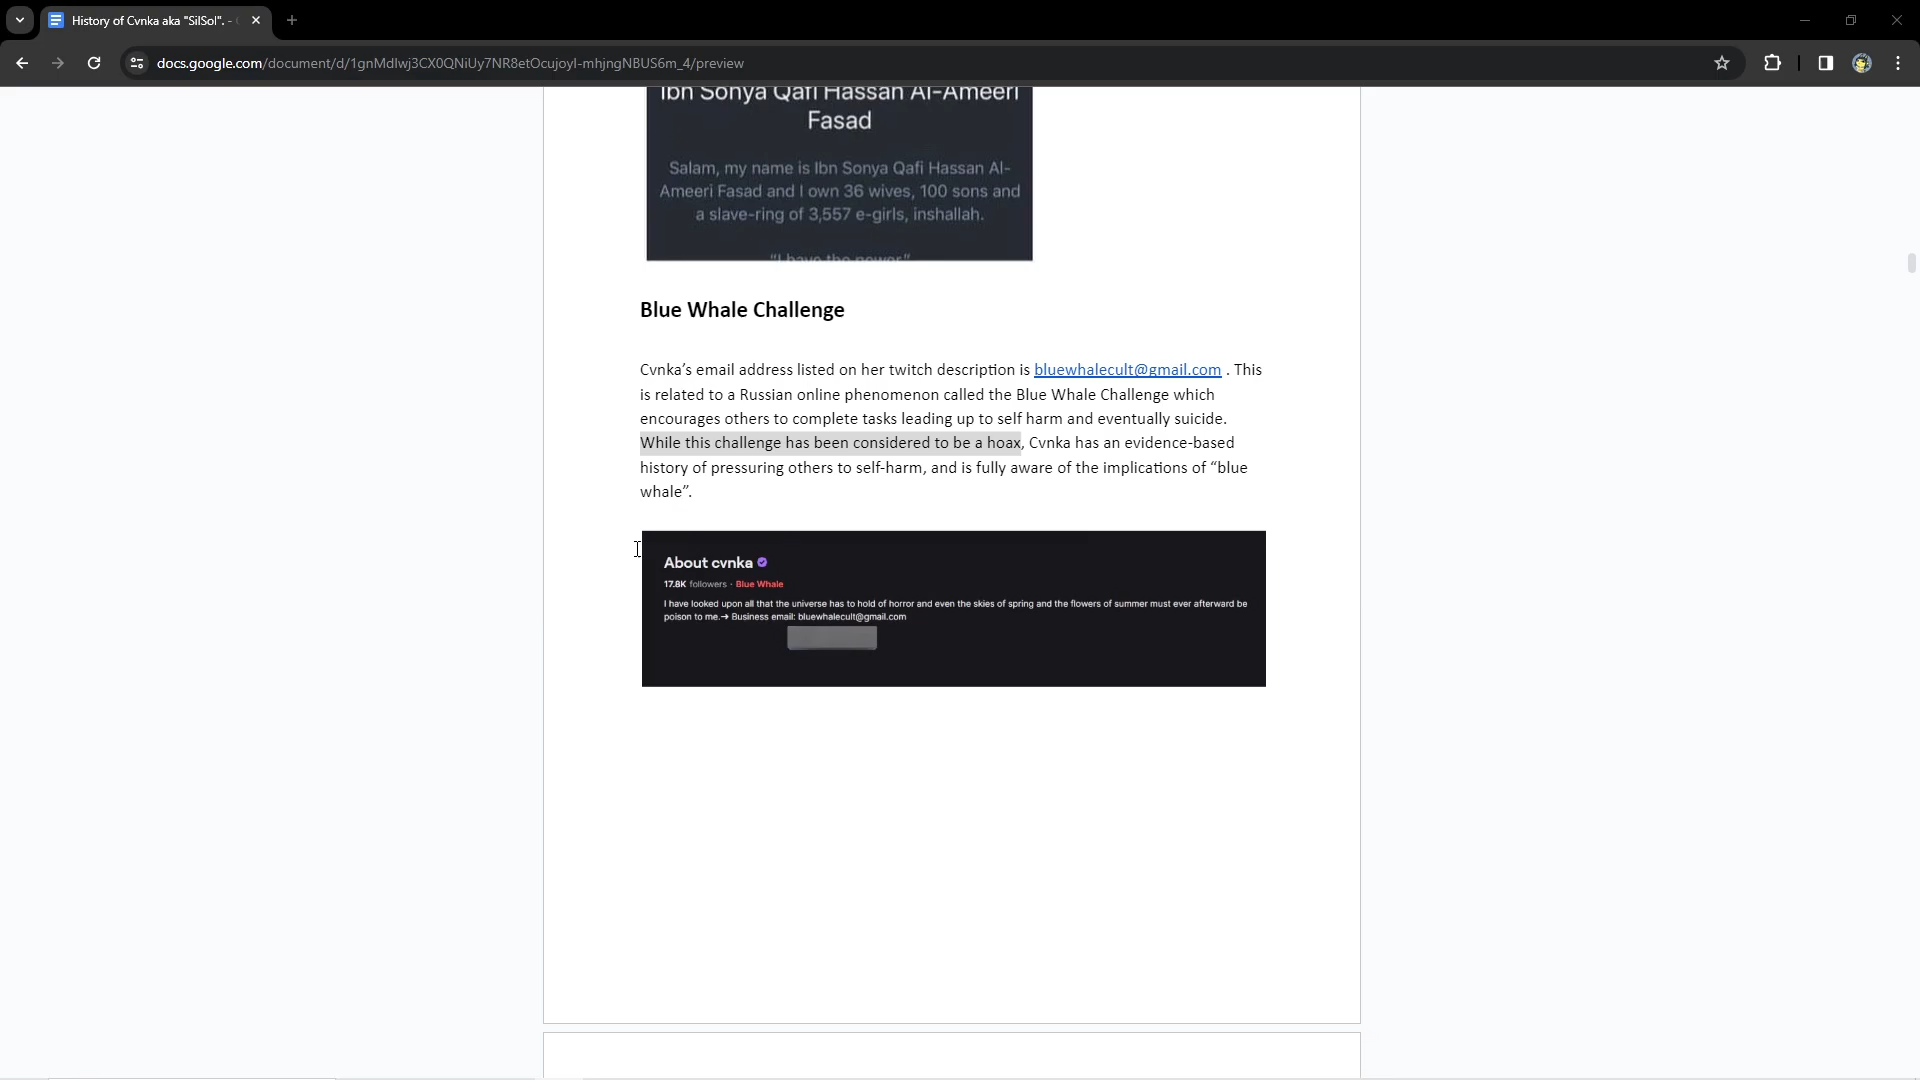 History of Cvnka aka "SilSol". -
docs.google.com/document/d/1gnMdIwj3CX0QNiUy7NR8etOcujoyI-mhjngNBUS6m_4/preview
Ibn Sonya Qafi Hassan Al-Ameeri
Fasad
Salam, my name is Ibn Sonya Qafi Hassan Al-
Ameeri Fasad and I own 36 wives, 100 sons and
a slave-ring of 3,557 e-girls, inshallah.
"I have the power"
Blue Whale Challenge
Cvnka’s email address listed on her twitch description is bluewhalecult@gmail.com . This
is related to a Russian online phenomenon called the Blue Whale Challenge which
encourages others to complete tasks leading up to self harm and eventually suicide.
While this challenge has been considered to be a hoax, Cvnka has an evidence-based
history of pressuring others to self-harm, and is fully aware of the implications of “blue
whale”.
About cvnka
17.8K followers · Blue Whale
I have looked upon all that the universe has to hold of horror and even the skies of spring and the flowers of summer must ever afterward be
poison to me.➔ Business email: bluewhalecult@gmail.com